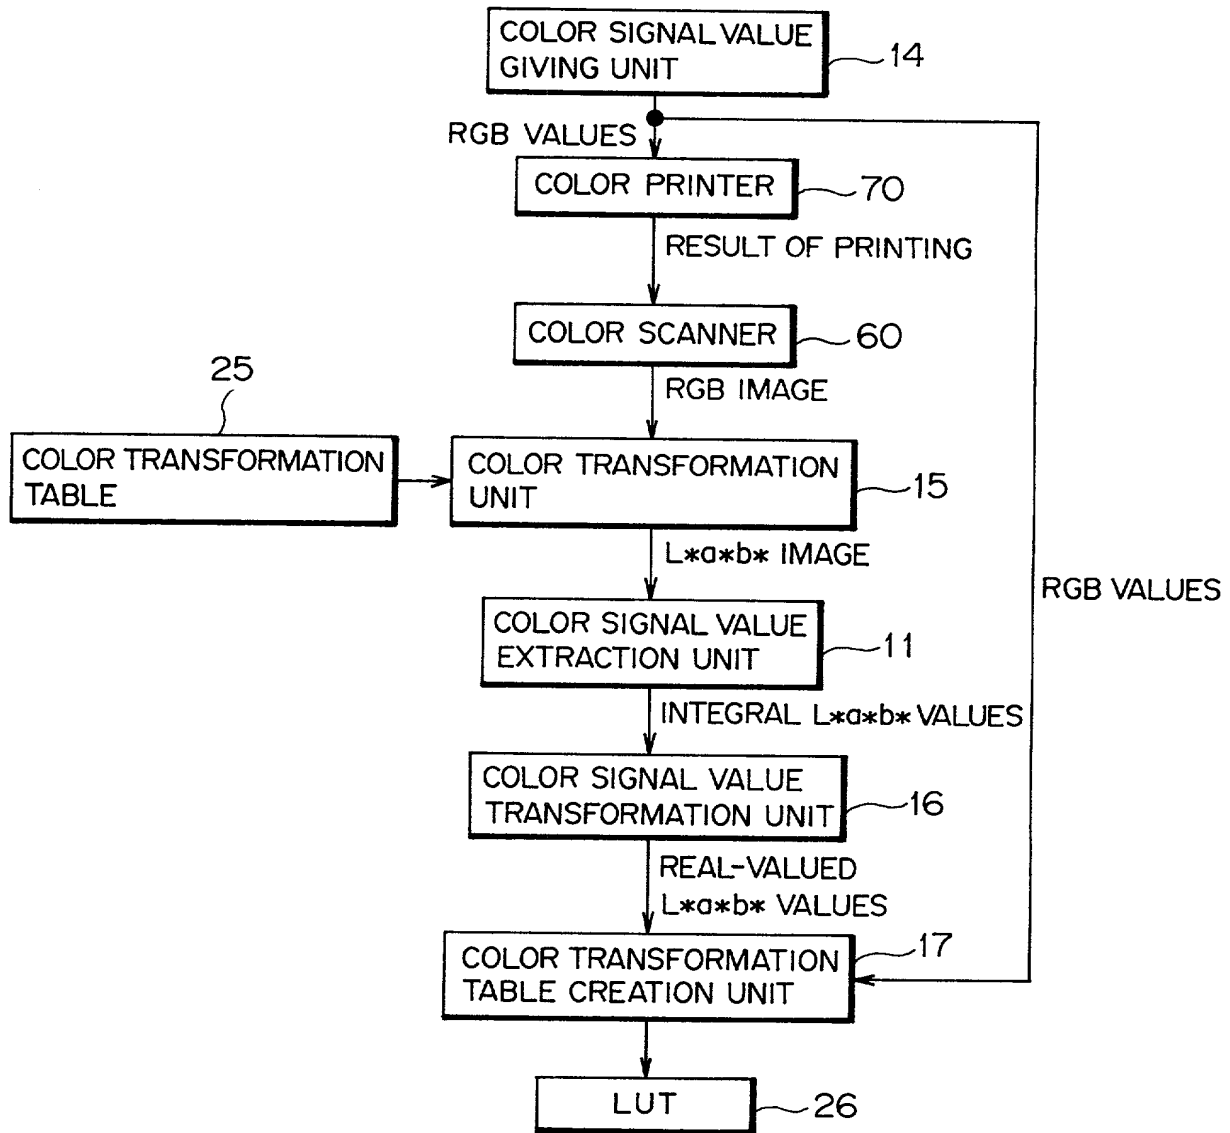 COLOR SIGNAL VALUE
GIVING UNIT
14
RGB VALUES
COLOR PRINTER
70
RESULT OF PRINTING
COLOR SCANNER
60
RGB IMAGE
25
COLOR TRANSFORMATION
TABLE
COLOR TRANSFORMATION
UNIT
15
L*a*b* IMAGE
RGB VALUES
COLOR SIGNAL VALUE
EXTRACTION UNIT
11
INTEGRAL L*a*b* VALUES
COLOR SIGNAL VALUE
TRANSFORMATION UNIT
16
REAL-VALUED
L*a*b* VALUES
COLOR TRANSFORMATION
TABLE CREATION UNIT
17
LUT
26